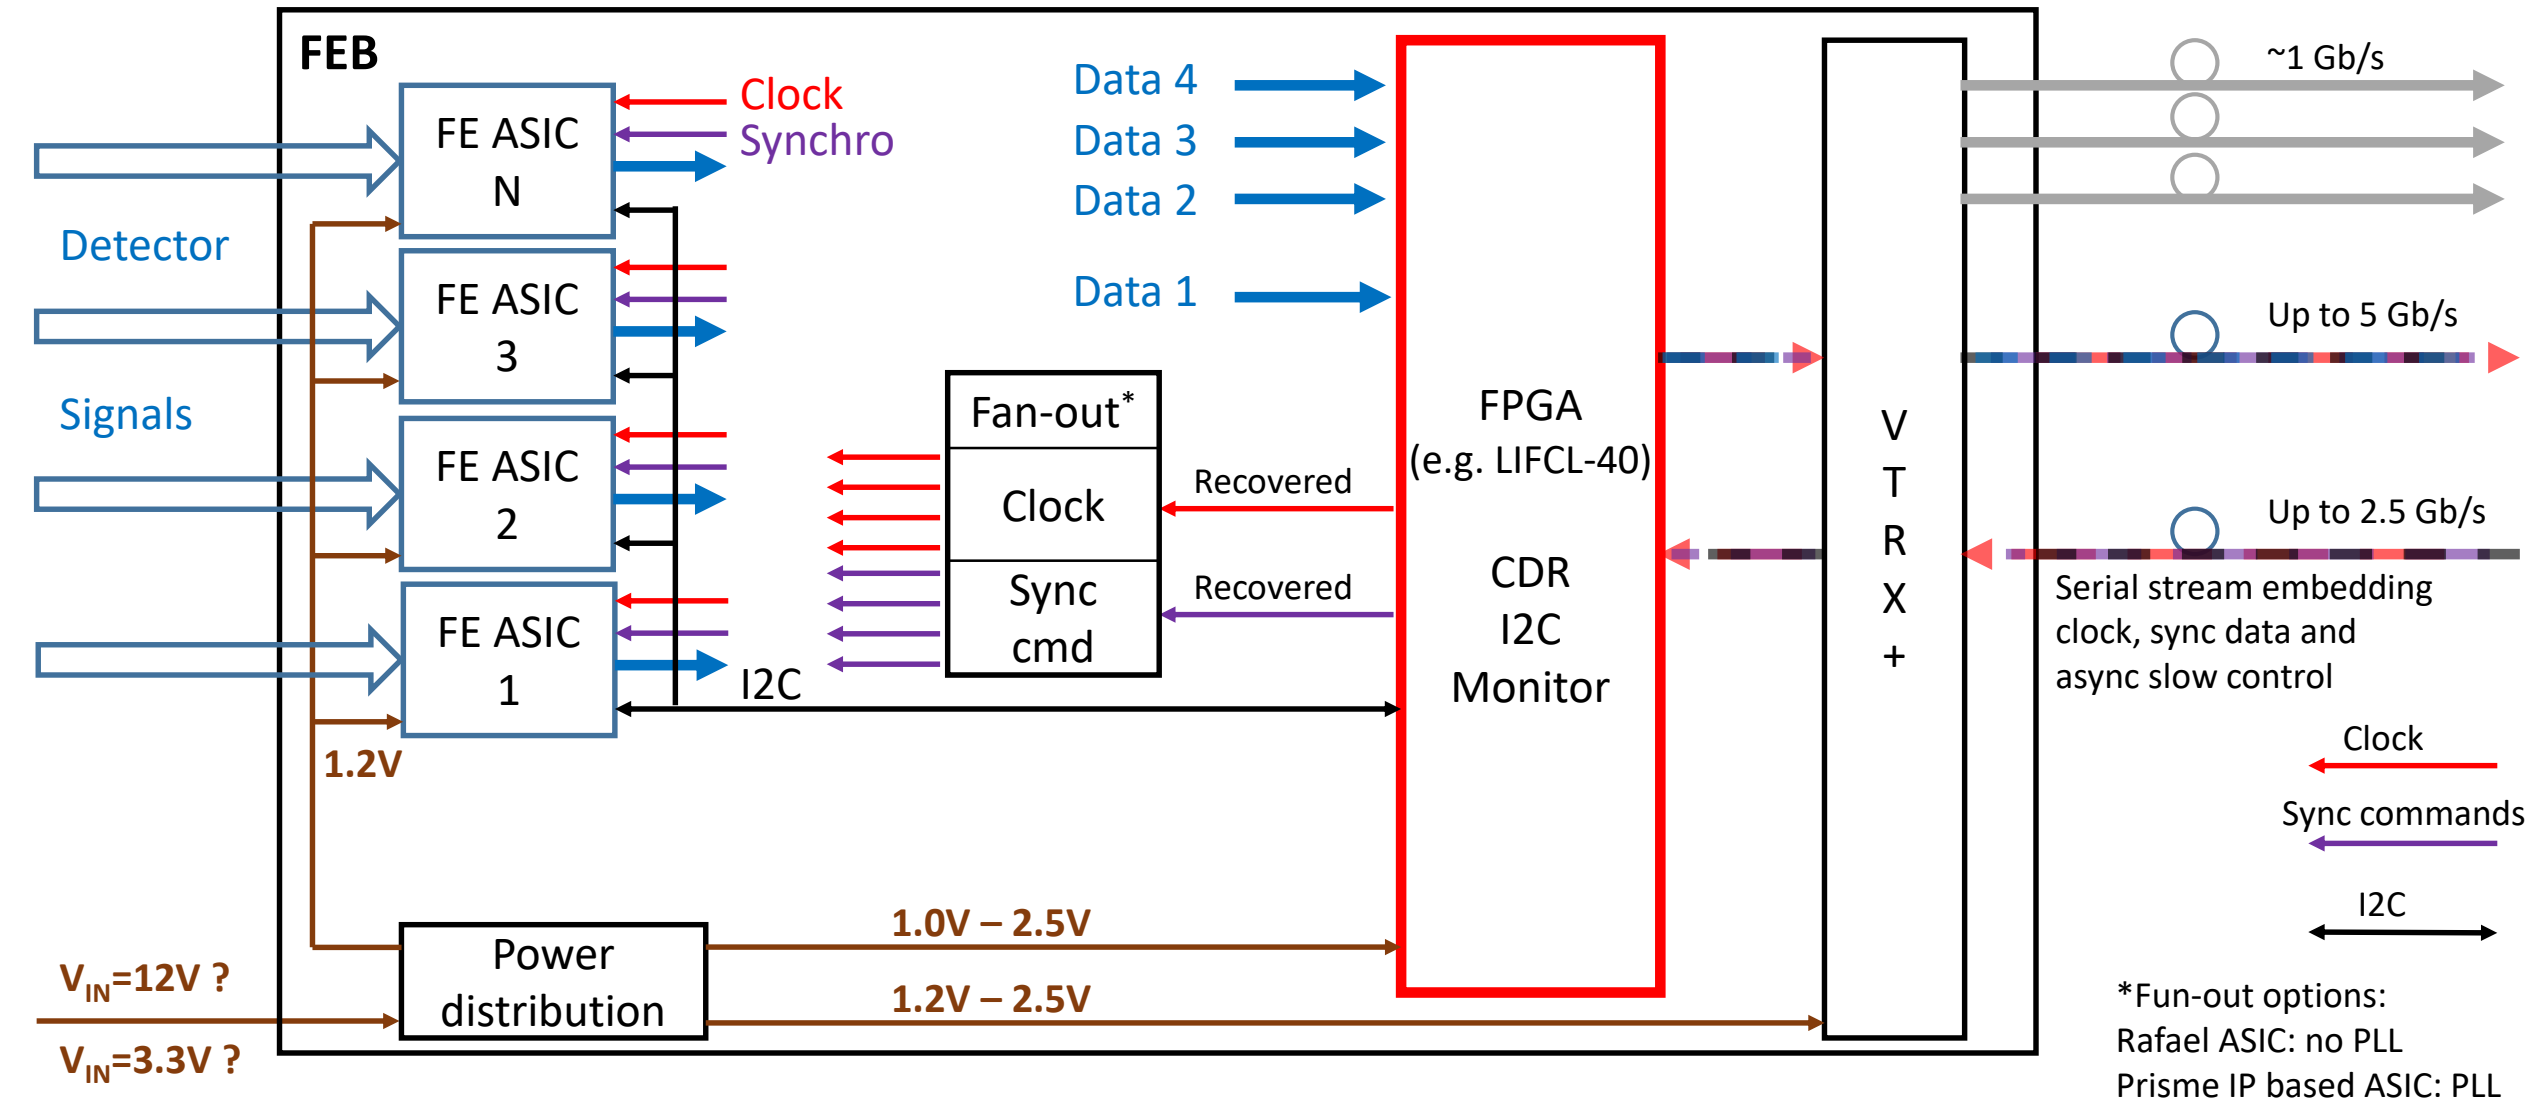 FEB
FE ASIC
N
Clock
Synchro
FE ASIC
3
FE ASIC
2
FE ASIC
1
I2C
Detector
Signals
1.2V
Data 4
Data 3
Data 2
Data 1
Fan-out*
Clock
Sync
cmd
Recovered
Recovered
FPGA
(e.g. LIFCL-40)
CDR
I2C
Monitor
V
T
R
X
+
~1 Gb/s
Up to 5 Gb/s
Up to 2.5 Gb/s
Serial stream embedding
clock, sync data and
async slow control
Clock
Sync commands
I2C
*Fun-out options:
Rafael ASIC: no PLL
Prisme IP based ASIC: PLL
Power
distribution
1.0V – 2.5V
1.2V – 2.5V
VIN=12V ?
VIN=3.3V ?